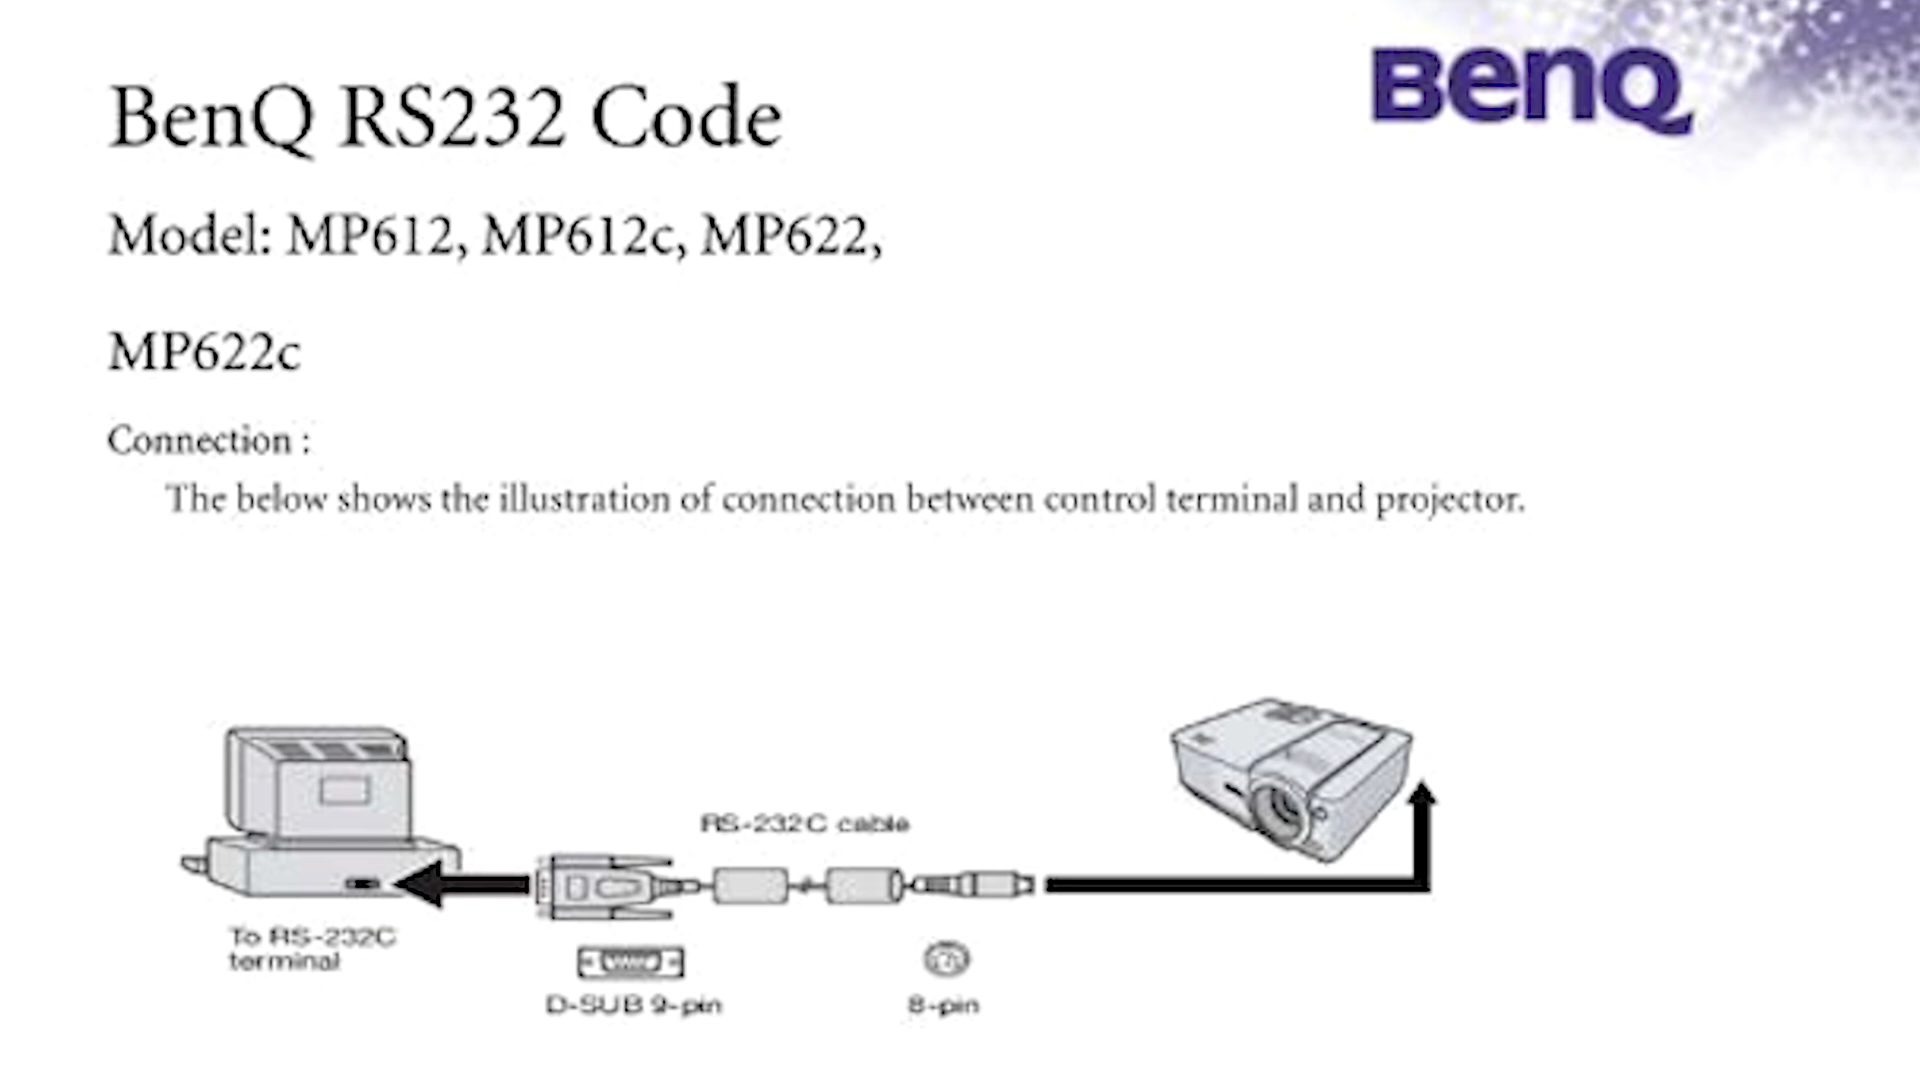 BenQ
BenQ RS232 Code
Model: MP612, MP612c, MP622,
MP622c
Connection :
The below shows the illustration of connection between control terminal and projector.
RS-232C cable
To RS-232C
terminal
D-SUB 9-pin
8-pin